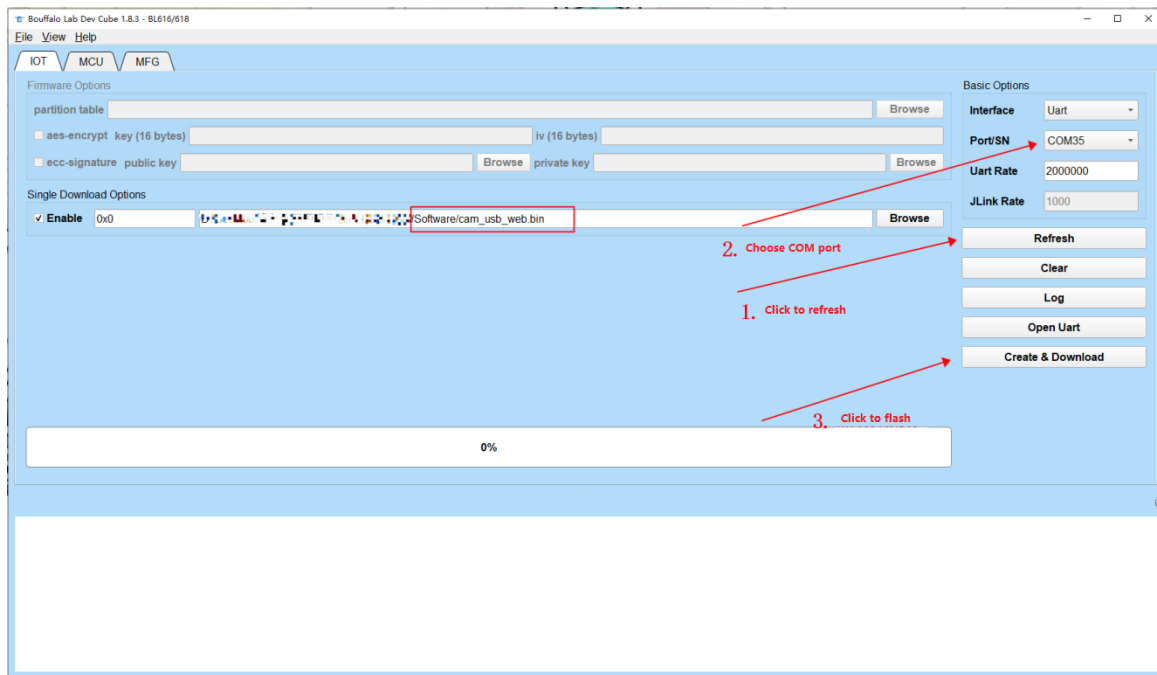 Bouffalo Lab Dev Cube 1.8.3 - BL616/618
File View Help
IOT MCU MFG
Firmware Options
partition table Browse
aes-encrypt key (16 bytes) iv (16 bytes)
ecc-signature public key Browse private key Browse
Single Download Options
Enable 0x0 /Software/cam_usb_web.bin Browse
Basic Options
Interface Uart
Port/SN COM35
Uart Rate 2000000
JLink Rate 1000
Refresh
Clear
Log
Open Uart
Create & Download
2. Choose COM port
1. Click to refresh
3. Click to flash
0%